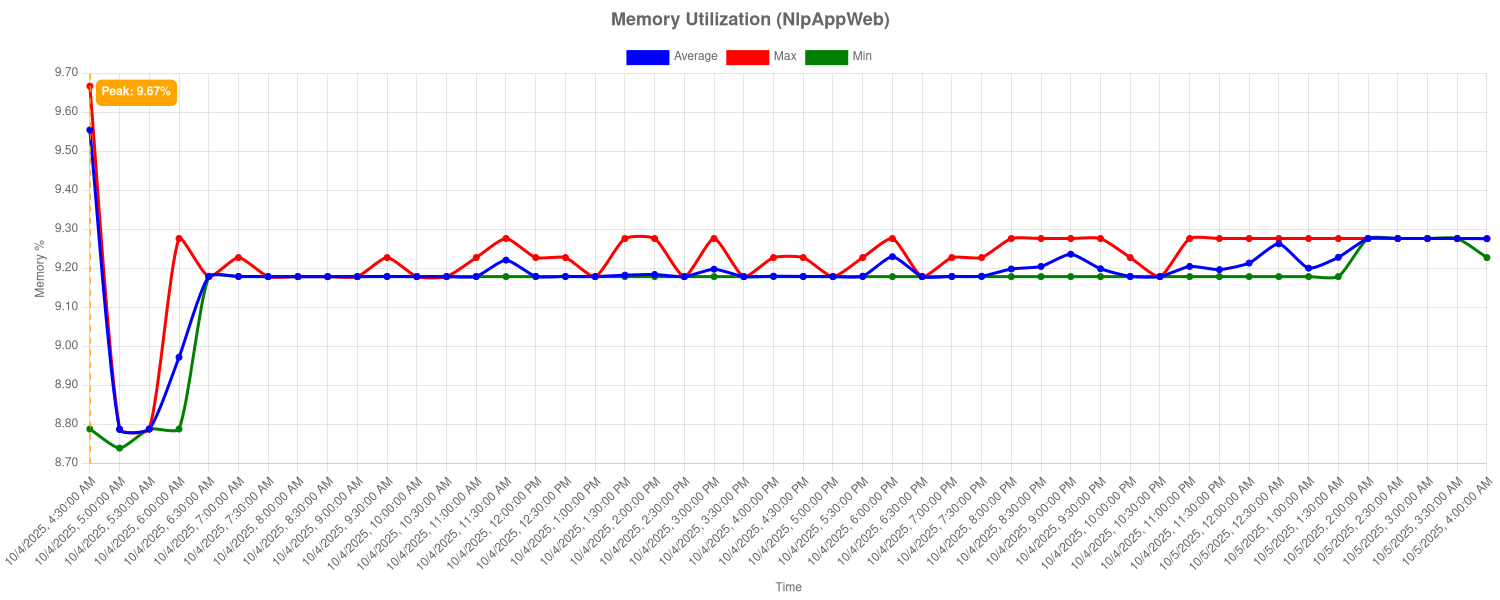 Memory Utilization (NlpAppWeb)
Average Max Min
Peak: 9.67%
9.70
9.60
9.50
9.40
9.30
9.20
9.10
9.00
8.90
8.80
8.70
Memory %
10/4/2025, 4:30:00 AM
10/4/2025, 5:00:00 AM
10/4/2025, 5:30:00 AM
10/4/2025, 6:00:00 AM
10/4/2025, 6:30:00 AM
10/4/2025, 7:00:00 AM
10/4/2025, 7:30:00 AM
10/4/2025, 8:00:00 AM
10/4/2025, 8:30:00 AM
10/4/2025, 9:00:00 AM
10/4/2025, 9:30:00 AM
10/4/2025, 10:00:00 AM
10/4/2025, 10:30:00 AM
10/4/2025, 11:00:00 AM
10/4/2025, 11:30:00 AM
10/4/2025, 12:00:00 PM
10/4/2025, 12:30:00 PM
10/4/2025, 1:00:00 PM
10/4/2025, 1:30:00 PM
10/4/2025, 2:00:00 PM
10/4/2025, 2:30:00 PM
10/4/2025, 3:00:00 PM
10/4/2025, 3:30:00 PM
10/4/2025, 4:00:00 PM
10/4/2025, 4:30:00 PM
10/4/2025, 5:00:00 PM
10/4/2025, 5:30:00 PM
10/4/2025, 6:00:00 PM
10/4/2025, 6:30:00 PM
10/4/2025, 7:00:00 PM
10/4/2025, 7:30:00 PM
10/4/2025, 8:00:00 PM
10/4/2025, 8:30:00 PM
10/4/2025, 9:00:00 PM
10/4/2025, 9:30:00 PM
10/4/2025, 10:00:00 PM
10/4/2025, 10:30:00 PM
10/4/2025, 11:00:00 PM
10/4/2025, 11:30:00 PM
10/5/2025, 12:00:00 AM
10/5/2025, 12:30:00 AM
10/5/2025, 1:00:00 AM
10/5/2025, 1:30:00 AM
10/5/2025, 2:00:00 AM
10/5/2025, 2:30:00 AM
10/5/2025, 3:00:00 AM
10/5/2025, 3:30:00 AM
10/5/2025, 4:00:00 AM
Time